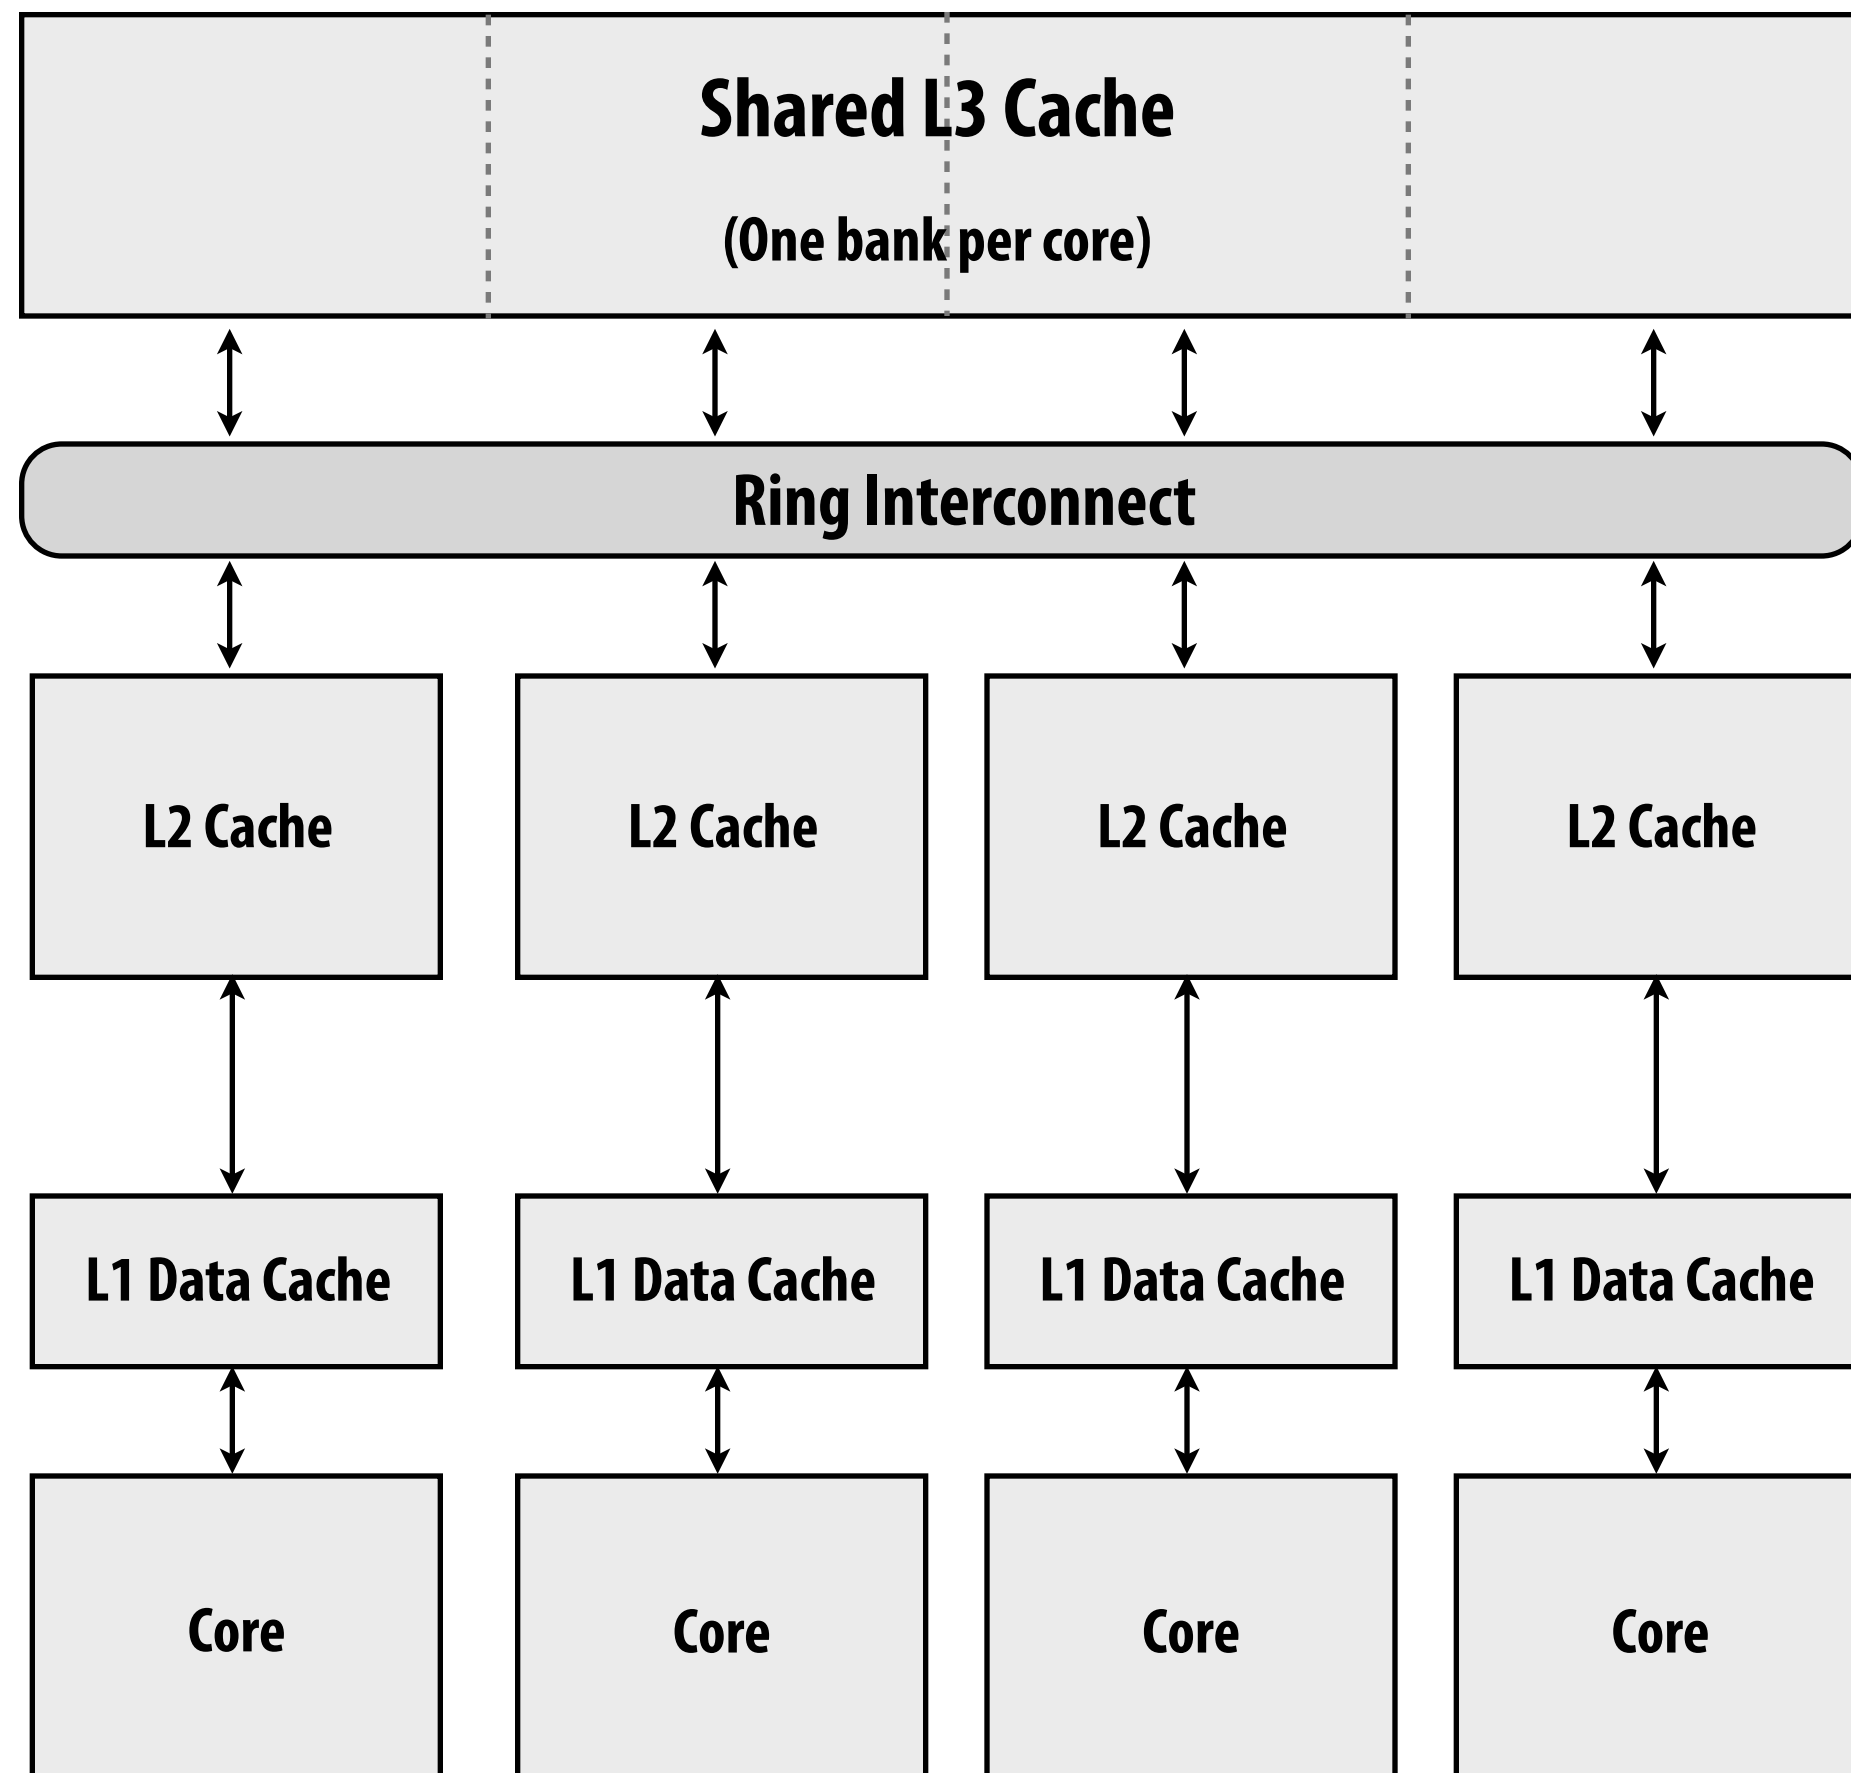 Shared L3 Cache
(One bank per core)
Ring Interconnect
L2 Cache
L2 Cache
L2 Cache
L2 Cache
L1 Data Cache
L1 Data Cache
L1 Data Cache
L1 Data Cache
Core
Core
Core
Core